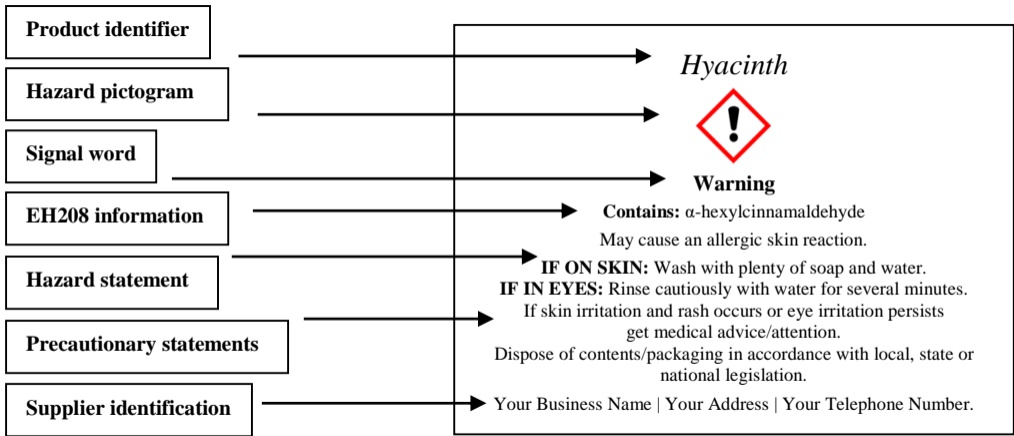 Product identifier
Hazard pictogram
Signal word
EH208 information
Hazard statement
Precautionary statements
Supplier identification
Hyacinth
!
Warning
Contains: α-hexylcinnamaldehyde
May cause an allergic skin reaction.
IF ON SKIN: Wash with plenty of soap and water.
IF IN EYES: Rinse cautiously with water for several minutes.
If skin irritation and rash occurs or eye irritation persists
get medical advice/attention.
Dispose of contents/packaging in accordance with local, state or
national legislation.
Your Business Name | Your Address | Your Telephone Number.